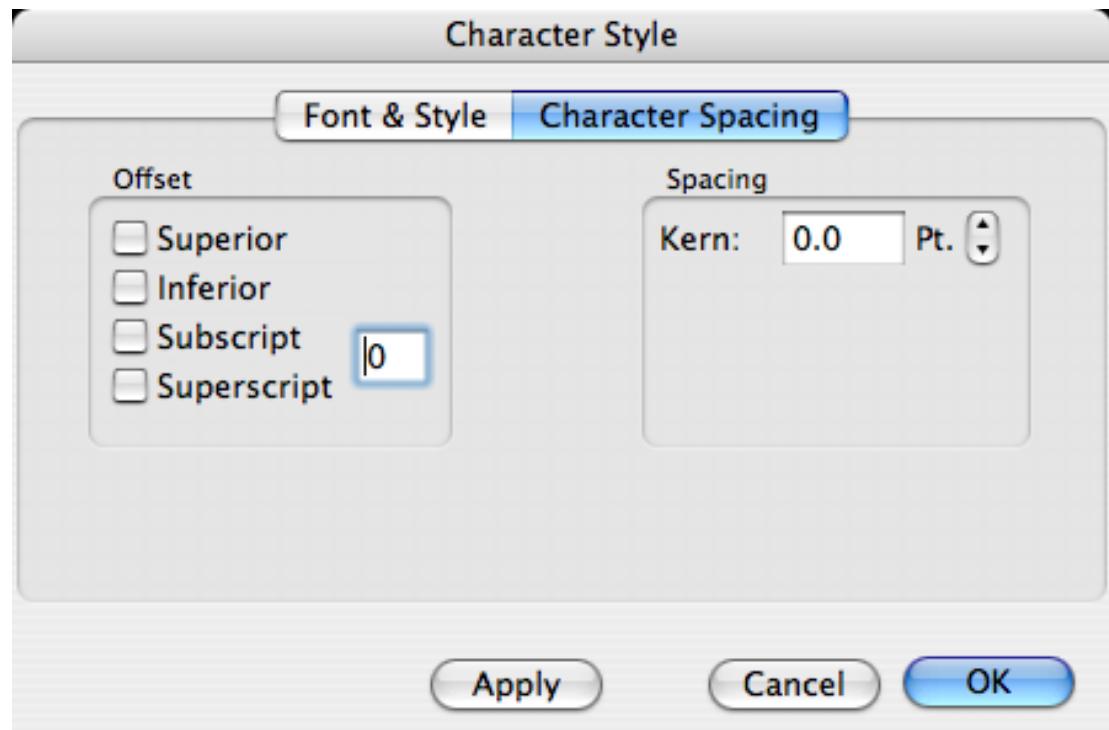 Character Style
Font & Style Character Spacing
Offset
Superior
Inferior
Subscript
Superscript
0
Spacing
Kern: 0.0 Pt.
Apply Cancel OK